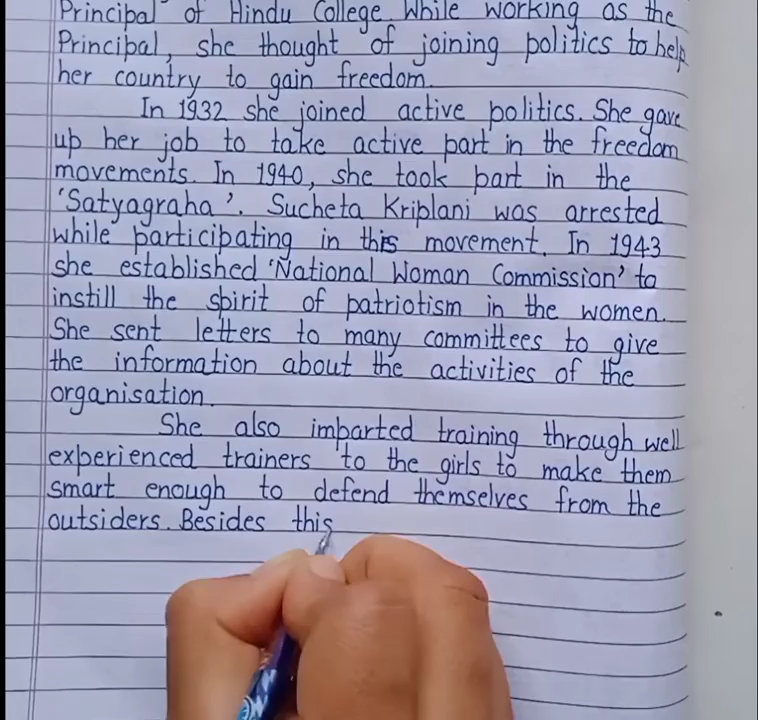 Principal of Hindu College. While working as the
Principal, she thought of joining politics to help
her country to gain freedom.
In 1932 she joined active politics. She gave
up her job to take active part in the freedom
movements. In 1940, she took part in the
'Satyagraha'. Sucheta Kriplani was arrested
while participating in this movement. In 1943
she established 'National Woman Commission' to
instill the spirit of patriotism in the women.
She sent letters to many committees to give
the information about the activities of the
organisation.
She also imparted training through well
experienced trainers to the girls to make them
smart enough to defend themselves from the
outsiders. Besides this